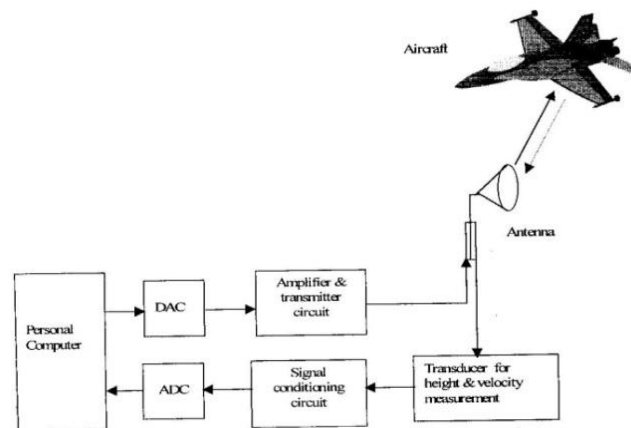 Aircraft
Antenna
Personal
Computer
DAC
Amplifier &
transmitter
circuit
ADC
Signal
conditioning
circuit
Transducer for
height & velocity
measurement